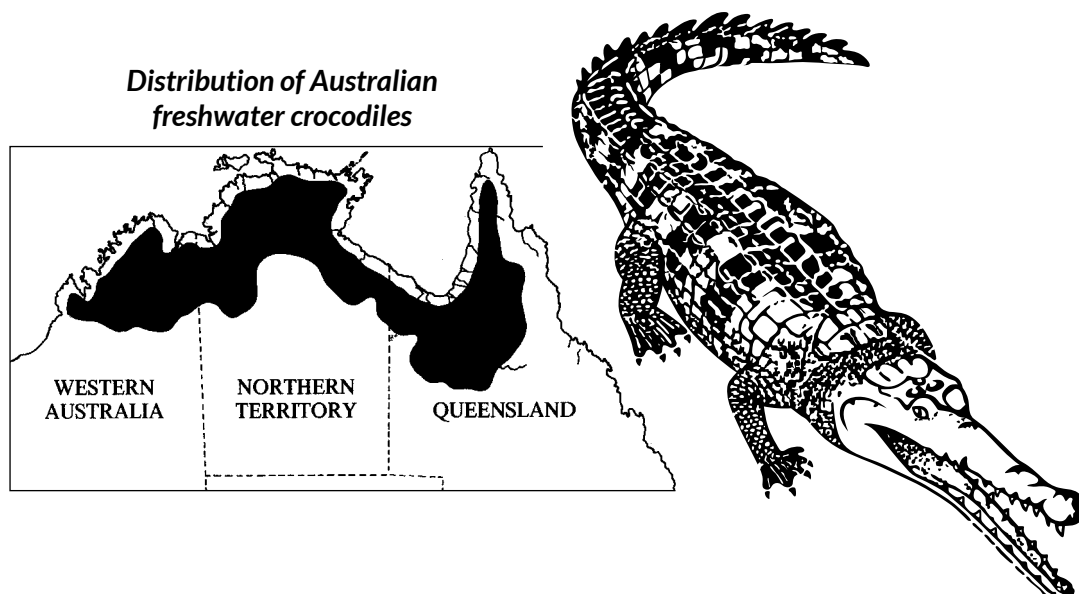 Distribution of Australian
freshwater crocodiles
WESTERN
AUSTRALIA
NORTHERN
TERRITORY
QUEENSLAND